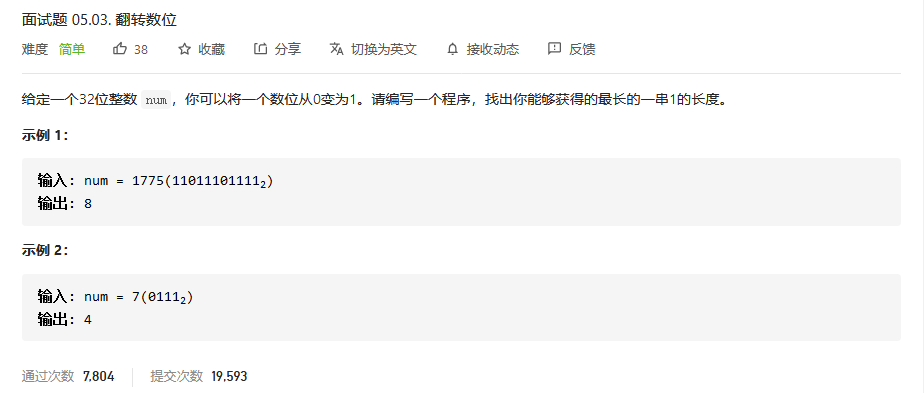 面试题 05.03. 翻转数位
难度 简单 38 收藏 分享 切换为英文 接收动态 反馈
给定一个32位整数 num，你可以将一个数位从0变为1。请编写一个程序，找出你能够获得的最长的一串1的长度。
示例 1：
输入: num = 1775(11011101111₂)
输出: 8
示例 2：
输入: num = 7(0111₂)
输出: 4
通过次数 7,804 提交次数 19,593